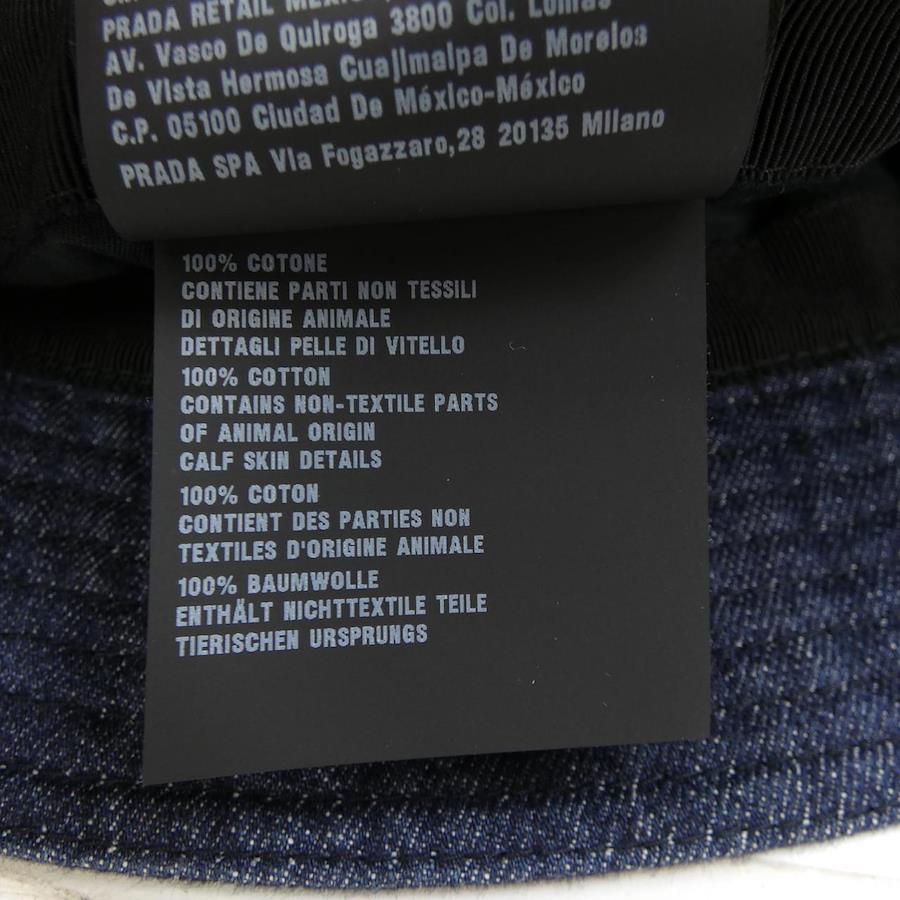 PRADA RETAIL
AV. Vasco De Quiroga 3800 Col. Lomas
De Vista Hermosa Cuajimalpa De Morelos
C.P. 05100 Ciudad De México-México
PRADA SPA Via Fogazzaro,28 20135 Milano
100% COTONE
CONTIENE PARTI NON TESSILI
DI ORIGINE ANIMALE
DETTAGLI PELLE DI VITELLO
100% COTTON
CONTAINS NON-TEXTILE PARTS
OF ANIMAL ORIGIN
CALF SKIN DETAILS
100% COTON
CONTIENT DES PARTIES NON
TEXTILES D'ORIGINE ANIMALE
100% BAUMWOLLE
ENTHÄLT NICHTTEXTILE TEILE
TIERISCHEN URSPRUNGS